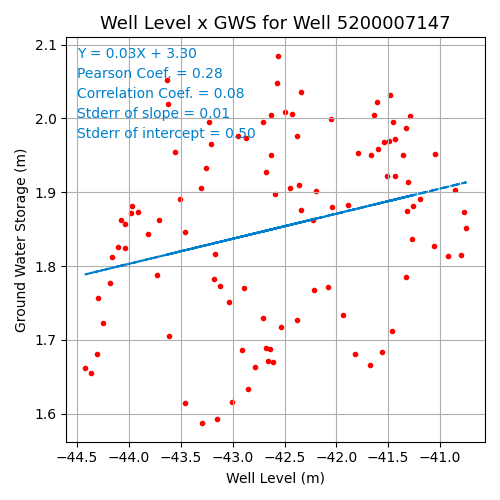 Well Level x GWS for Well 5200007147
Y = 0.03X + 3.30
Pearson Coef. = 0.28
Correlation Coef. = 0.08
Stderr of slope = 0.01
Stderr of intercept = 0.50
Ground Water Storage (m)
2.1
2.0
1.9
1.8
1.7
1.6
−44.5 −44.0 −43.5 −43.0 −42.5 −42.0 −41.5 −41.0
Well Level (m)